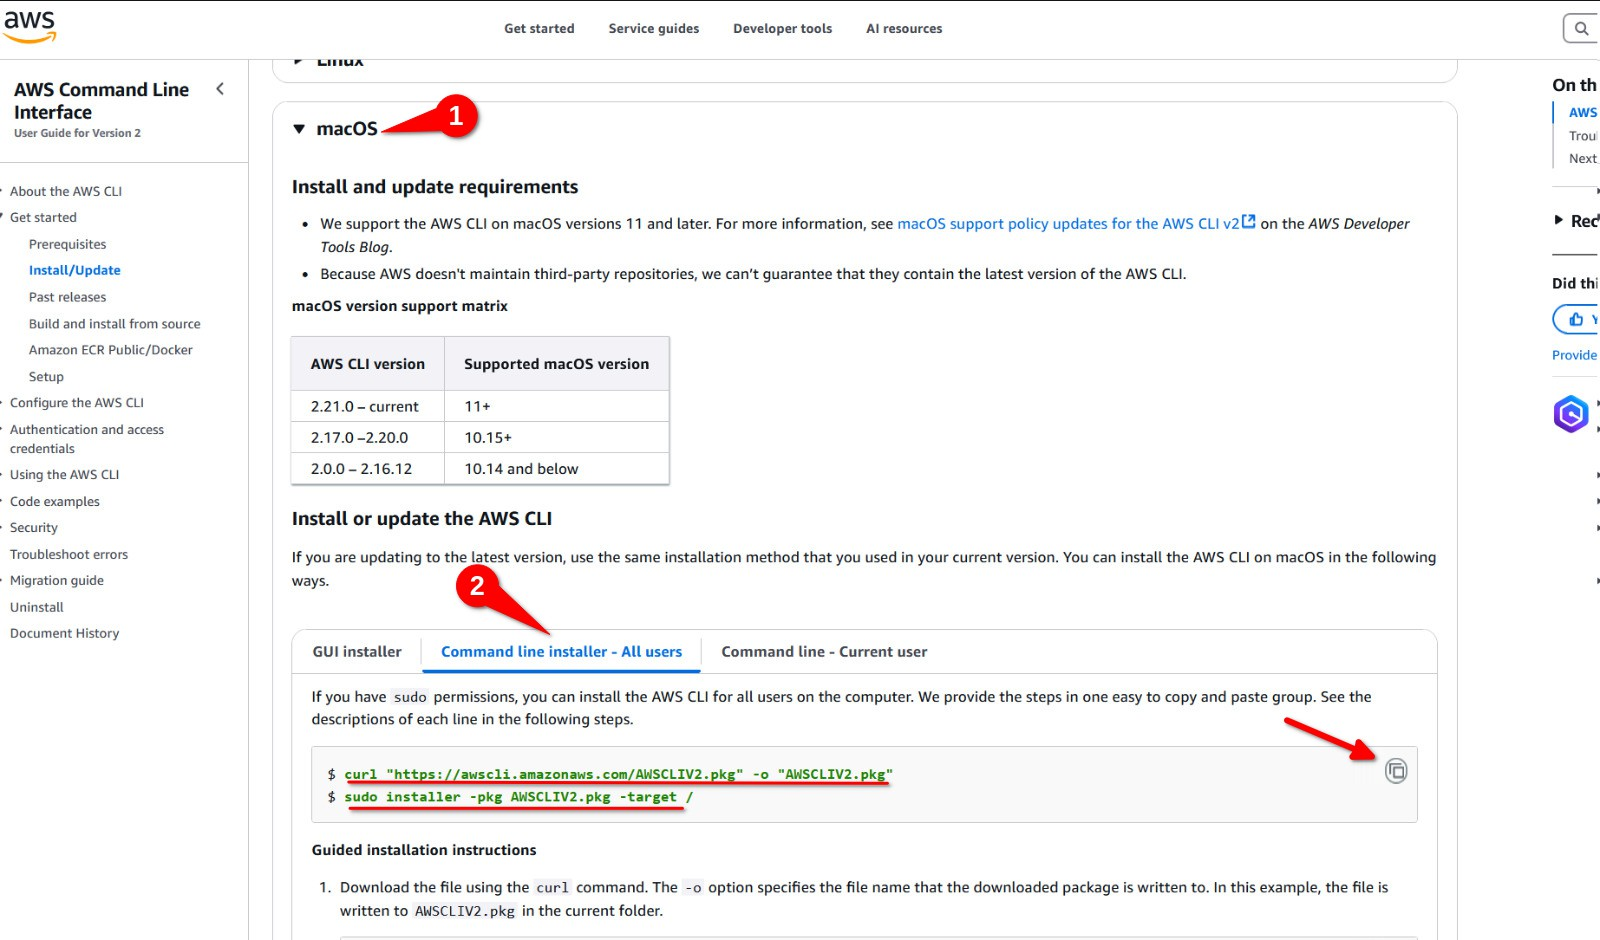 aws
Get started
Service guides
Developer tools
AI resources
AWS Command Line
Interface
User Guide for Version 2
About the AWS CLI
Get started
Prerequisites
Install/Update
Past releases
Build and install from source
Amazon ECR Public/Docker
Setup
Configure the AWS CLI
Authentication and access
credentials
Using the AWS CLI
Code examples
Security
Troubleshoot errors
Migration guide
Uninstall
Document History
Linux
macOS
1
Install and update requirements
• We support the AWS CLI on macOS versions 11 and later. For more information, see macOS support policy updates for the AWS CLI v2 on the AWS Developer
Tools Blog.
• Because AWS doesn't maintain third-party repositories, we can’t guarantee that they contain the latest version of the AWS CLI.
macOS version support matrix
AWS CLI version Supported macOS version
2.21.0 – current 11+
2.17.0 –2.20.0 10.15+
2.0.0 – 2.16.12 10.14 and below
Install or update the AWS CLI
If you are updating to the latest version, use the same installation method that you used in your current version. You can install the AWS CLI on macOS in the following
ways.
2
GUI installer
Command line installer - All users
Command line - Current user
If you have sudo permissions, you can install the AWS CLI for all users on the computer. We provide the steps in one easy to copy and paste group. See the
descriptions of each line in the following steps.
$ curl "https://awscli.amazonaws.com/AWSCLIV2.pkg" -o "AWSCLIV2.pkg"
$ sudo installer -pkg AWSCLIV2.pkg -target /
Guided installation instructions
1. Download the file using the curl command. The -o option specifies the file name that the downloaded package is written to. In this example, the file is
written to AWSCLIV2.pkg in the current folder.
On th
AWS
Trou
Next
Rec
Did thi
Y
Provide